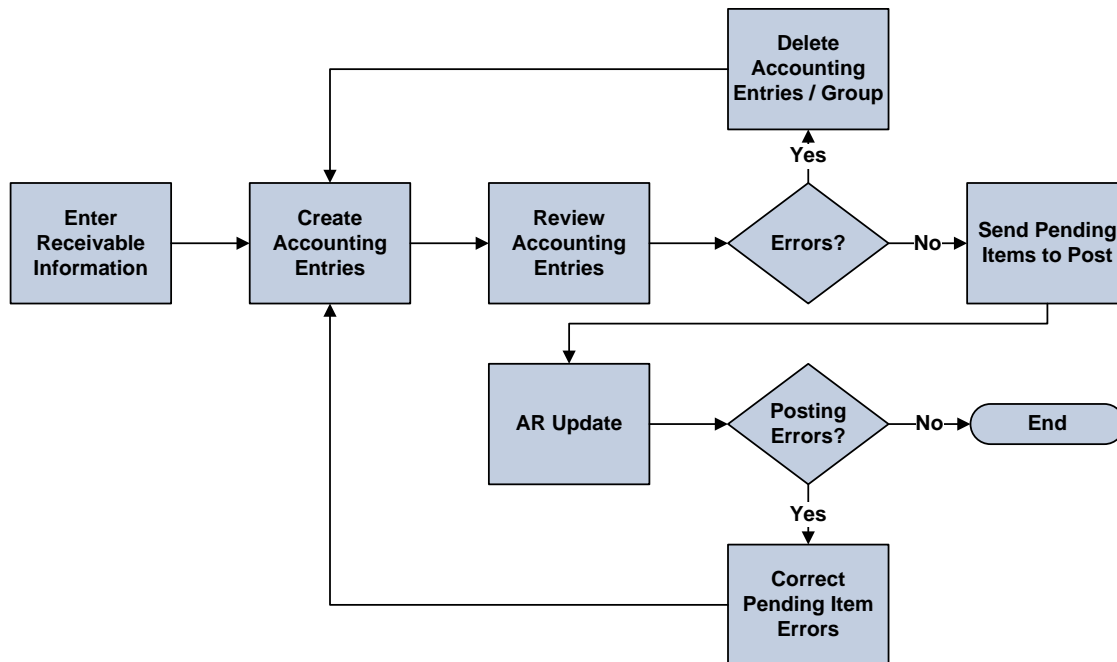 Delete
Accounting
Entries / Group
Yes
Enter
Receivable
Information
Create
Accounting
Entries
Review
Accounting
Entries
Errors?
No
Send Pending
Items to Post
AR Update
Posting
Errors?
No
End
Yes
Correct
Pending Item
Errors